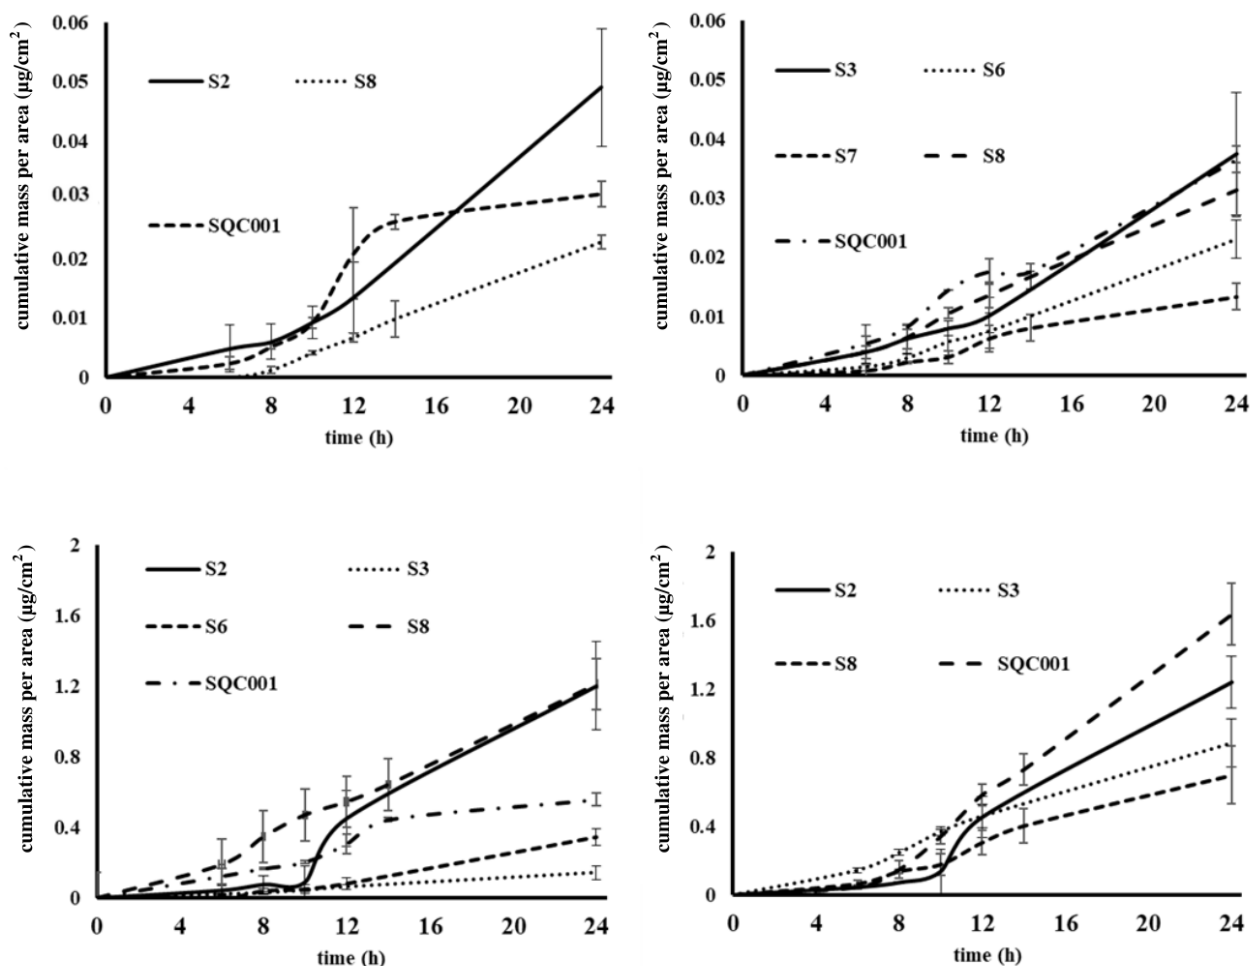 cumulative mass per area (µg/cm²)
0.06
0.05
0.04
0.03
0.02
0.01
0
S2
S8
SQC001
0 4 8 12 16 20 24
time (h)
cumulative mass per area (µg/cm²)
0.06
0.05
0.04
0.03
0.02
0.01
0
S3
S6
S7
S8
SQC001
0 4 8 12 16 20 24
time (h)
cumulative mass per area (µg/cm²)
2
1.6
1.2
0.8
0.4
0
S2
S3
S6
S8
SQC001
0 4 8 12 16 20 24
time (h)
cumulative mass per area (µg/cm²)
2
1.6
1.2
0.8
0.4
0
S2
S3
S8
SQC001
0 4 8 12 16 20 24
time (h)